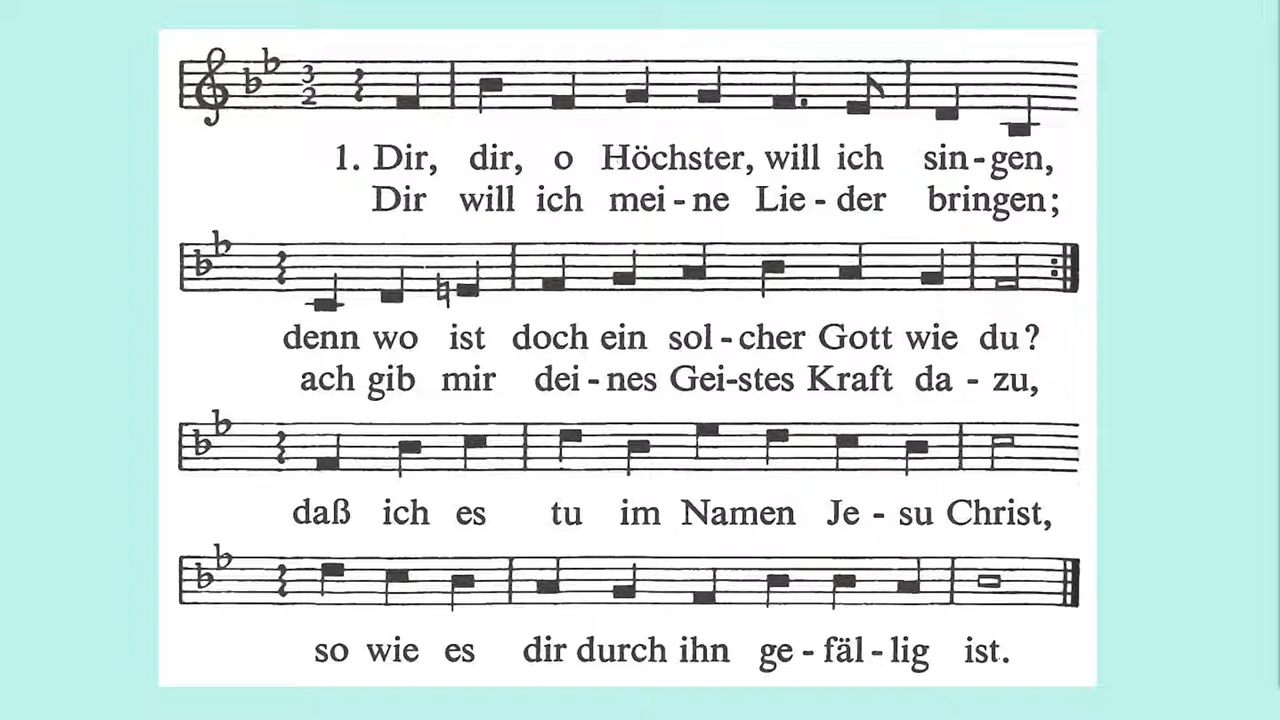 3
2
1. Dir, dir, o Höchster, will ich sin-gen,
Dir will ich mei-ne Lie-der bringen;
denn wo ist doch ein sol-cher Gott wie du?
ach gib mir dei-nes Gei-stes Kraft da-zu,
daß ich es tu im Namen Je-su Christ,
so wie es dir durch ihn ge-fäl-lig ist.